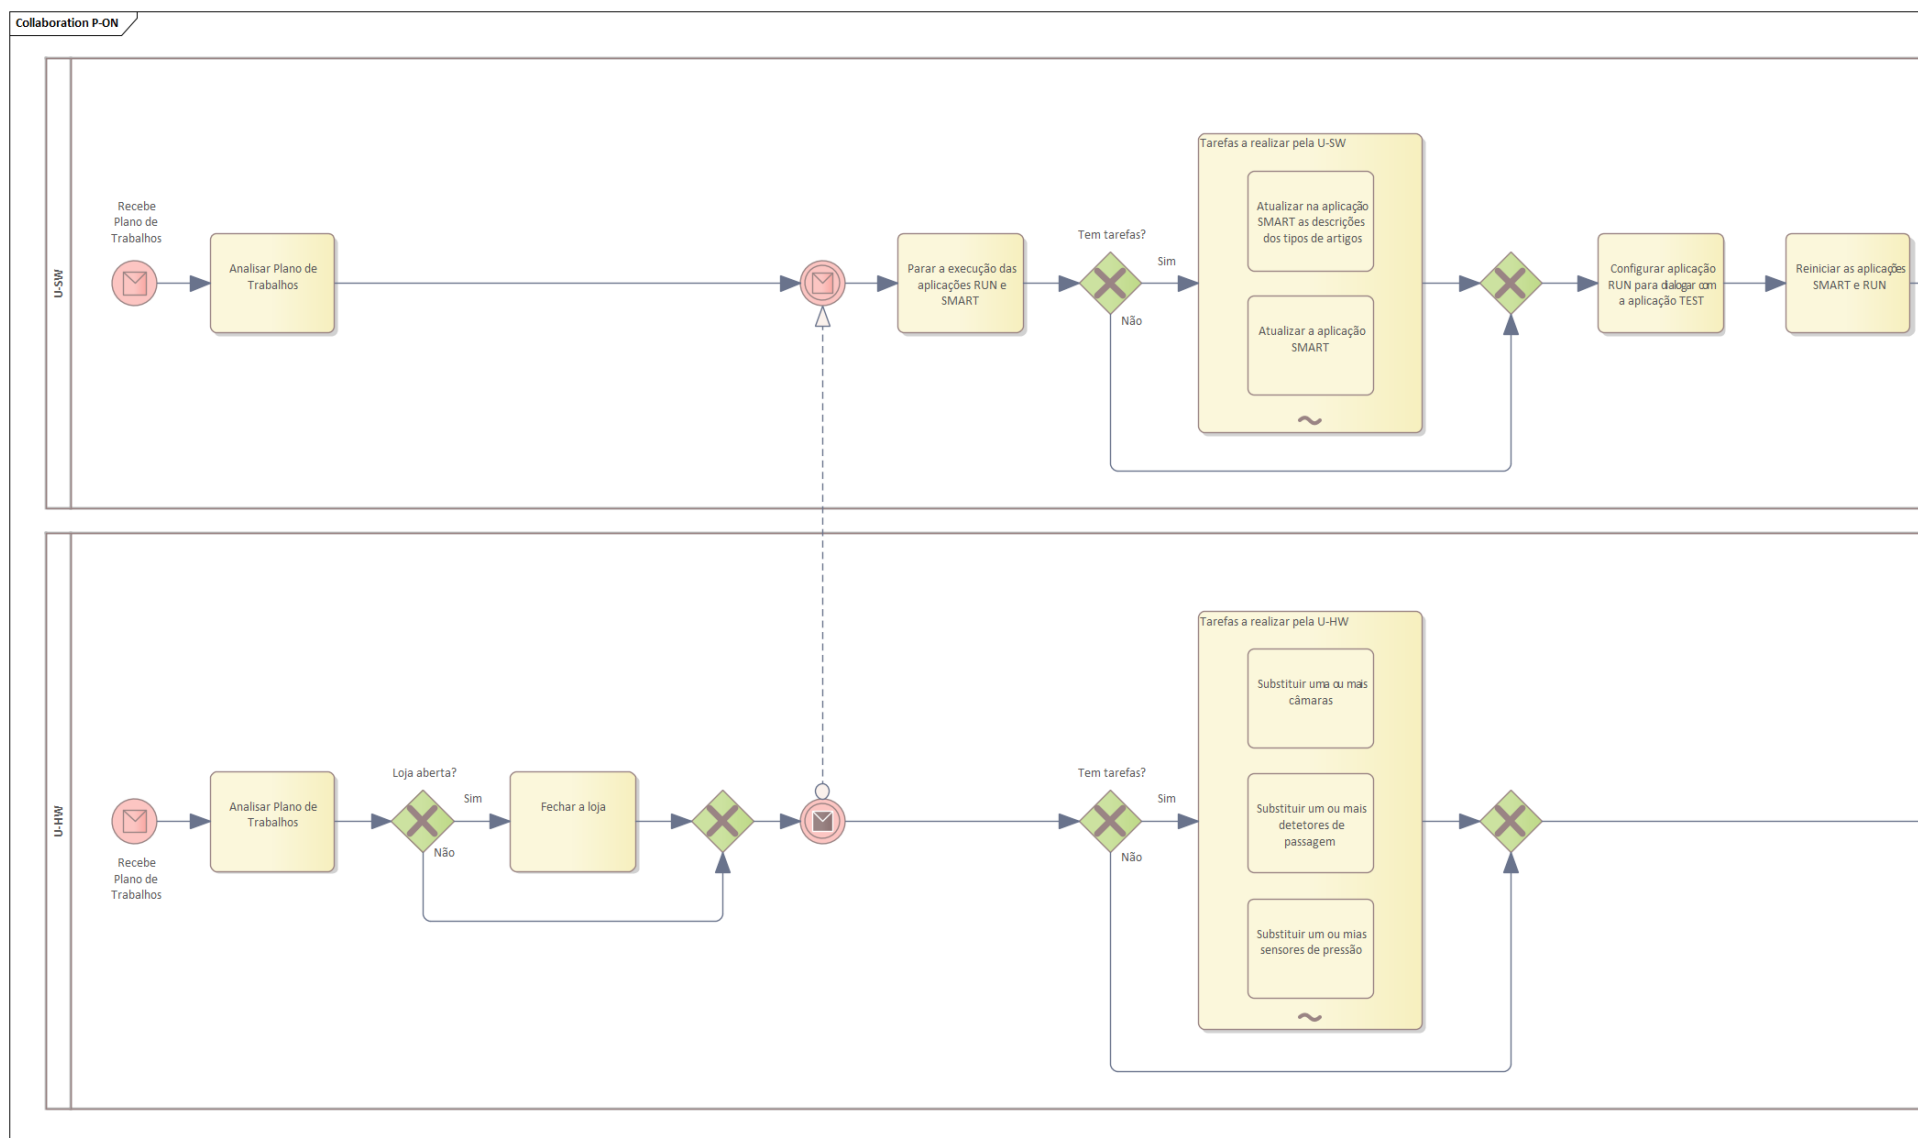 Collaboration P-ON
U-SW
Recebe
Plano de
Trabalhos
Analisar Plano de
Trabalhos
Parar a execução das
aplicações RUN e
SMART
Tem tarefas?
Sim
Não
Tarefas a realizar pela U-SW
Atualizar na aplicação
SMART as descrições
dos tipos de artigos
Atualizar a aplicação
SMART
Configurar aplicação
RUN para dialogar com
a aplicação TEST
Reiniciar as aplicações
SMART e RUN
U-HW
Recebe
Plano de
Trabalhos
Analisar Plano de
Trabalhos
Loja aberta?
Sim
Não
Fechar a loja
Tem tarefas?
Sim
Não
Tarefas a realizar pela U-HW
Substituir uma ou mais
câmaras
Substituir um ou mais
detetores de
passagem
Substituir um ou mias
sensores de pressão